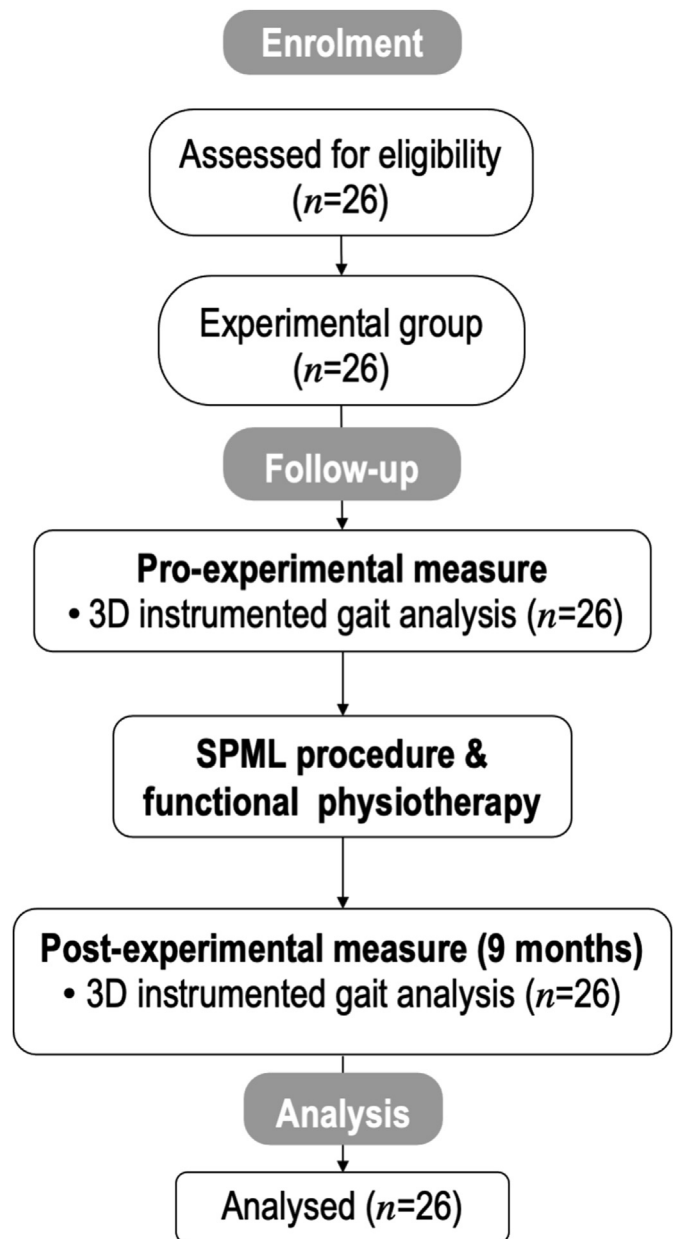 Enrolment
Assessed for eligibility
(n=26)
Experimental group
(n=26)
Follow-up
Pro-experimental measure
• 3D instrumented gait analysis (n=26)
SPML procedure &
functional physiotherapy
Post-experimental measure (9 months)
• 3D instrumented gait analysis (n=26)
Analysis
Analysed (n=26)